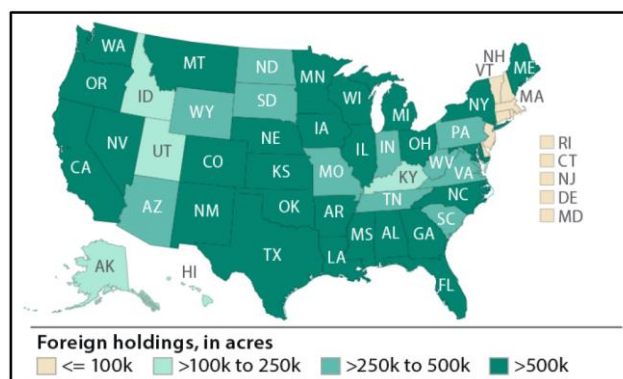 WA
MT
ND
MN
VT
NH
ME
OR
ID
SD
WI
MI
NY
MA
WY
IA
PA
NV
NE
IL
IN
OH
RI
UT
CO
KS
MO
WV
VA
CT
CA
KY
NJ
AZ
NM
OK
AR
TN
NC
DE
SC
MD
TX
MS
AL
GA
LA
AK
HI
FL
Foreign holdings, in acres
<= 100k
>100k to 250k
>250k to 500k
>500k